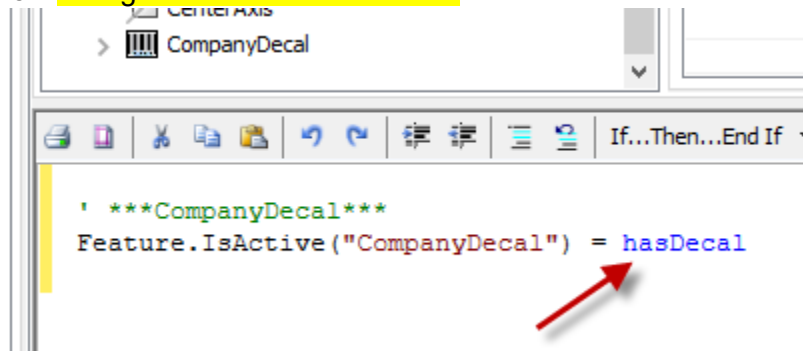 CenterAxis
CompanyDecal
If...Then...End If
' ***CompanyDecal***
Feature.IsActive("CompanyDecal") = hasDecal